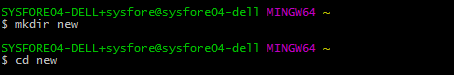 SYSFORE04-DELL+sysfore@sysfore04-dell MINGW64 ~
$ mkdir new
SYSFORE04-DELL+sysfore@sysfore04-dell MINGW64 ~
$ cd new